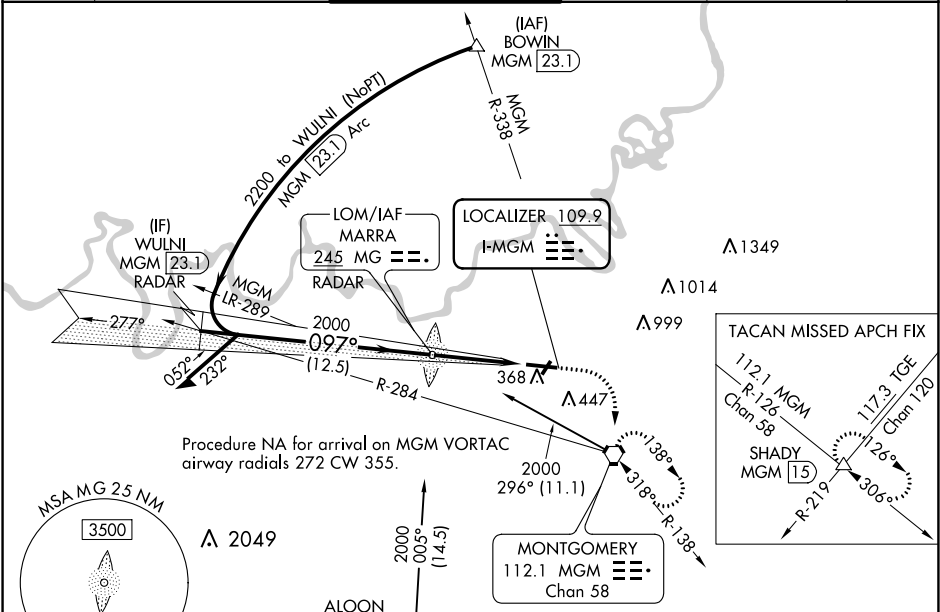 (IAF)
BOWIN
MGM 23.1
MGM
R-338
2200 to WULNI (NoPT)
MGM 23.1 Arc
LOM/IAF
MARRA
245 MG
RADAR
LOCALIZER 109.9
I-MGM
1349
1014
999
(IF)
WULNI
MGM 23.1
RADAR
MGM
LR-289
277°
2000
097°
(12.5)
052°
232°
R-284
368
447
TACAN MISSED APCH FIX
112.1 MGM
R-126
Chan 58
117.3 TGE
Chan 120
SHADY
MGM 15
126°
306°
R-219
Procedure NA for arrival on MGM VORTAC
airway radials 272 CW 355.
2000
296° (11.1)
138°
318°
R-138
MSA MG 25 NM
3500
2049
2000
005°
(14.5)
MONTGOMERY
112.1 MGM
Chan 58
ALOON